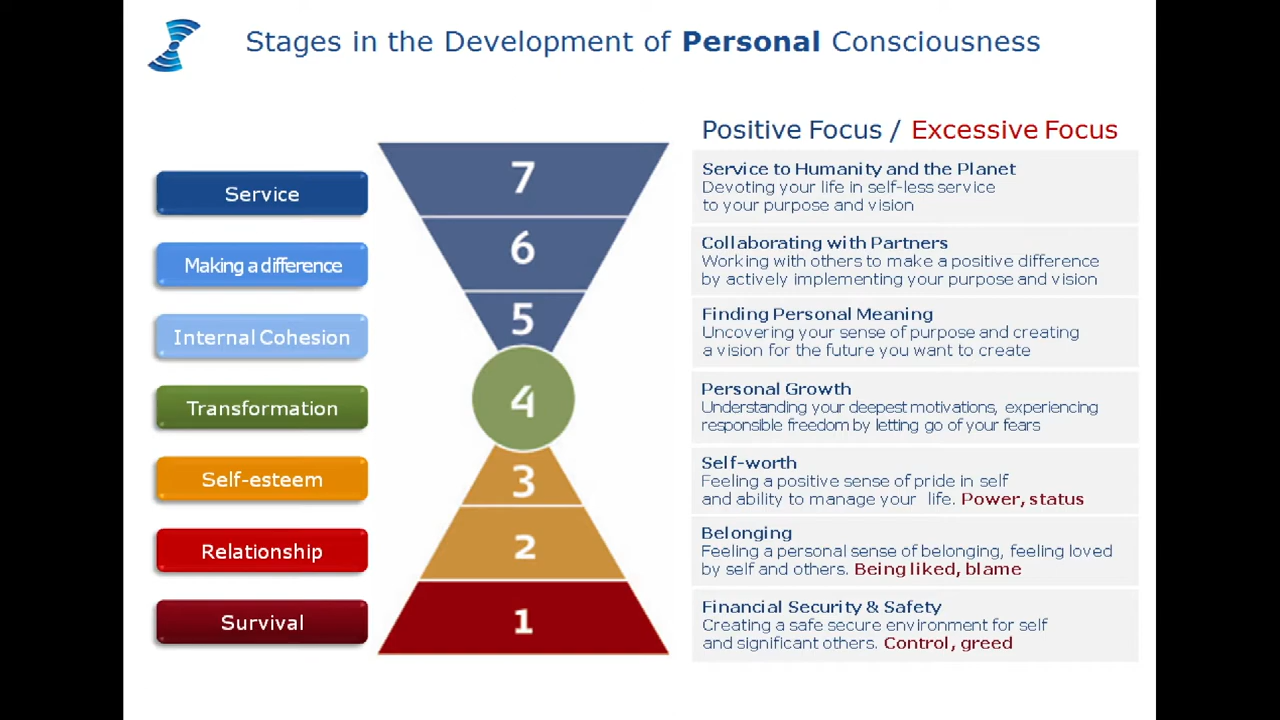 Stages in the Development of Personal Consciousness
Positive Focus / Excessive Focus
Service
7
Service to Humanity and the Planet
Devoting your life in self-less service
to your purpose and vision
Making a difference
6
Collaborating with Partners
Working with others to make a positive difference
by actively implementing your purpose and vision
Internal Cohesion
5
Finding Personal Meaning
Uncovering your sense of purpose and creating
a vision for the future you want to create
Transformation
4
Personal Growth
Understanding your deepest motivations, experiencing
responsible freedom by letting go of your fears
Self-esteem
3
Self-worth
Feeling a positive sense of pride in self
and ability to manage your life. Power, status
Relationship
2
Belonging
Feeling a personal sense of belonging, feeling loved
by self and others. Being liked, blame
Survival
1
Financial Security & Safety
Creating a safe secure environment for self
and significant others. Control, greed